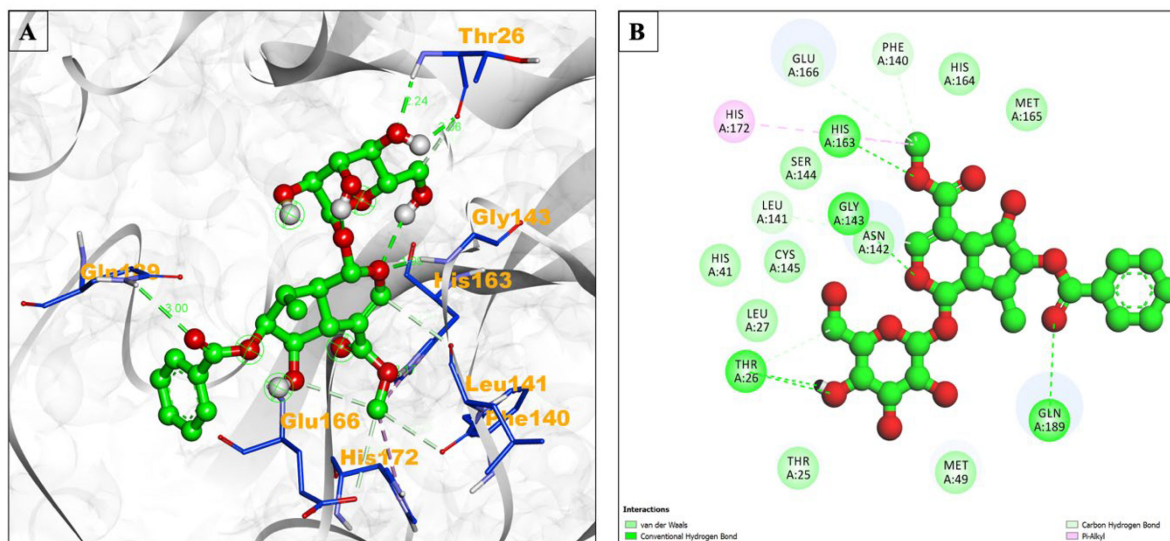 A
Thr26
2.24
Gly143
His163
Gln189
3.00
Leu141
Phe140
Glu166
His172
B
GLU
A:166
PHE
A:140
HIS
A:164
MET
A:165
HIS
A:172
HIS
A:163
SER
A:144
LEU
A:141
GLY
A:143
ASN
A:142
HIS
A:41
CYS
A:145
LEU
A:27
THR
A:26
GLN
A:189
THR
A:25
MET
A:49
Interactions
van der Waals
Conventional Hydrogen Bond
Carbon Hydrogen Bond
Pi-Alkyl